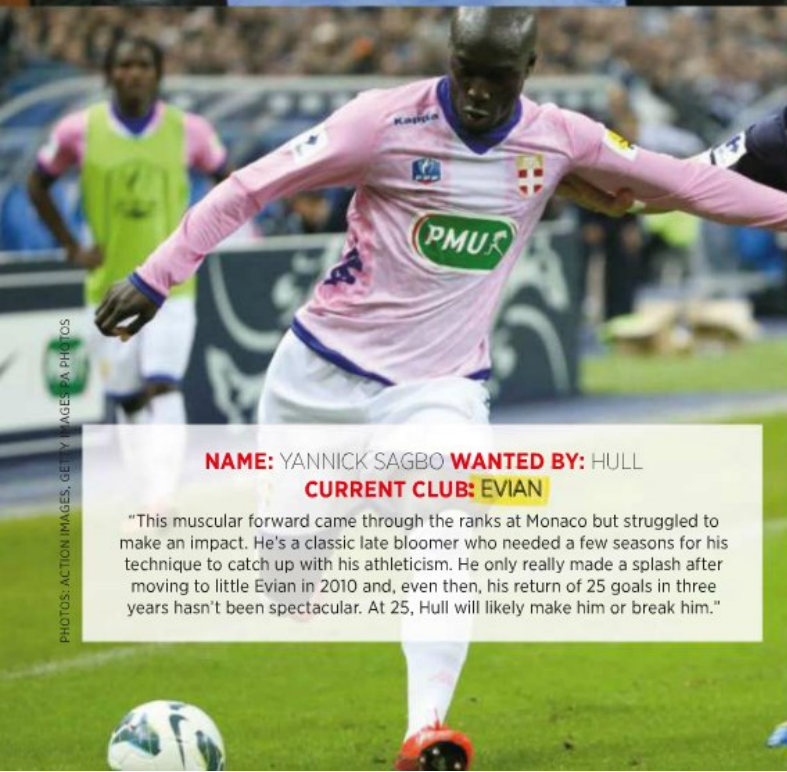 Kappa
PMU
NAME: YANNICK SAGBO WANTED BY: HULL
CURRENT CLUB: EVIAN
"This muscular forward came through the ranks at Monaco but struggled to
make an impact. He's a classic late bloomer who needed a few seasons for his
technique to catch up with his athleticism. He only really made a splash after
moving to little Evian in 2010 and, even then, his return of 25 goals in three
years hasn't been spectacular. At 25, Hull will likely make him or break him."
PHOTOS: ACTION IMAGES, GETTY IMAGES PA PHOTOS